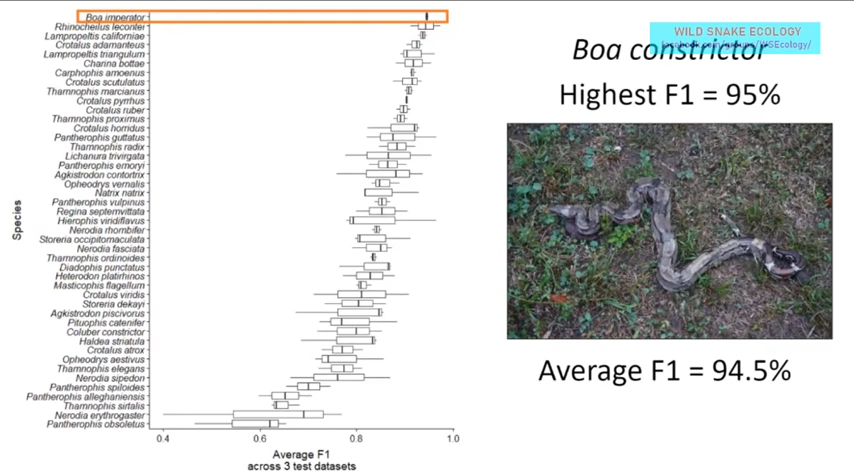 Boa imperator
Rhinocheilus lecontei
Lampropeltis californiae
Crotalus adamanteus
Lampropeltis triangulum
Charina bottae
Carphophis amoenus
Crotalus scutulatus
Thamnophis marcianus
Crotalus pyrrhus
Crotalus ruber
Thamnophis proximus
Crotalus horridus
Pantherophis guttatus
Thamnophis radix
Lichanura trivirgata
Pantherophis emoryi
Agkistrodon contortrix
Opheodrys vernalis
Natrix natrix
Pantherophis vulpinus
Regina septemvittata
Hierophis viridiflavus
Nerodia rhombifer
Storeria occipitomaculata
Nerodia fasciata
Thamnophis ordinoides
Diadophis punctatus
Heterodon platirhinos
Masticophis flagellum
Crotalus viridis
Storeria dekayi
Agkistrodon piscivorus
Pituophis catenifer
Coluber constrictor
Haldea striatula
Crotalus atrox
Opheodrys aestivus
Thamnophis elegans
Nerodia sipedon
Pantherophis spiloides
Pantherophis alleghaniensis
Thamnophis sirtalis
Nerodia erythrogaster
Pantherophis obsoletus
Species
0.4 0.6 0.8 1.0
Average F1
across 3 test datasets
WILD SNAKE ECOLOGY
facebook.com/groups/WSEcology/
Boa constrictor
Highest F1 = 95%
Average F1 = 94.5%